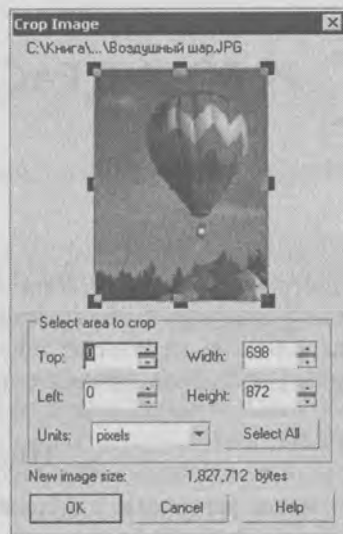 Crop Image
C:\Книга\...\Воздушный шар.JPG
Select area to crop
Top: 0 Width: 698
Left: 0 Height: 872
Units: pixels Select All
New image size: 1,827,712 bytes
OK Cancel Help